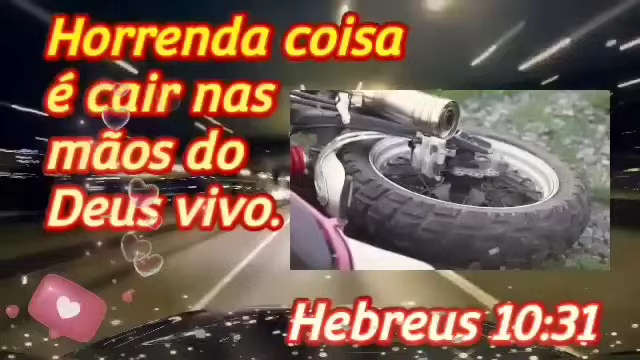 Horrenda coisa
é cair nas
mãos do
Deus vivo.
Hebreus 10:31